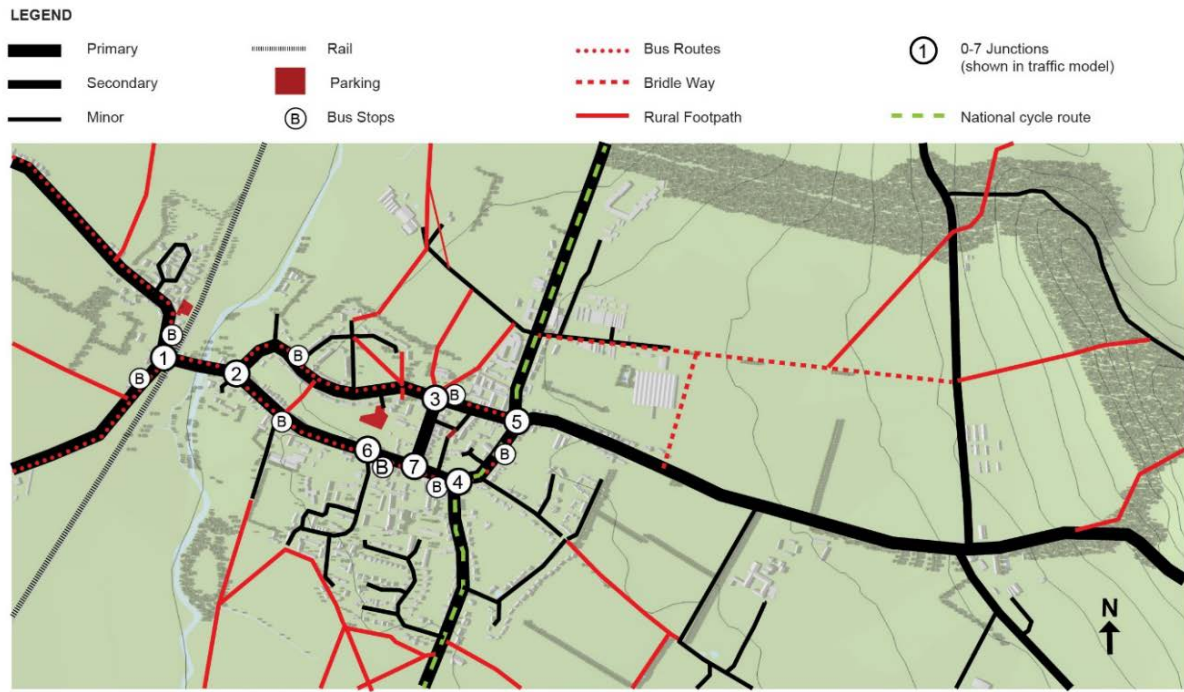 LEGEND
Primary
Secondary
Minor
Rail
Parking
B
Bus Stops
Bus Routes
Bridle Way
Rural Footpath
1
0-7 Junctions
(shown in traffic model)
National cycle route
B
1
B
2
B
3
B
B
5
6
B
7
B
4
B
N